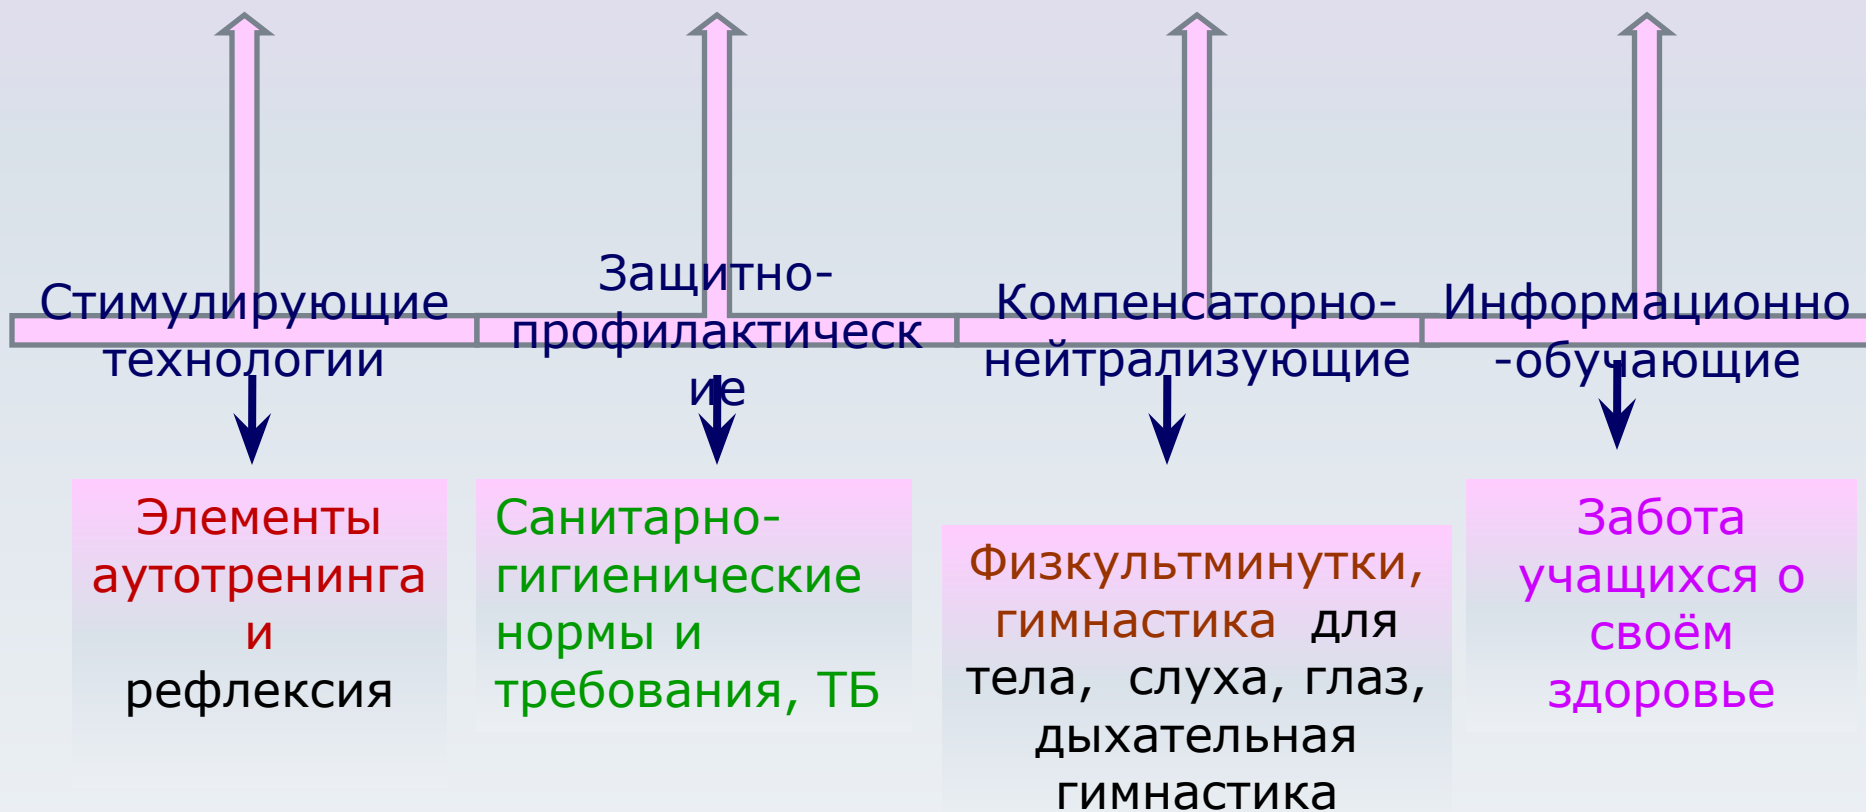 Стимулирующие
технологии
Защитно-
профилактическ
ие
Компенсаторно-
нейтрализующие
Информационно
-обучающие
Элементы
аутотренинга
и
рефлексия
Санитарно-
гигиенические
нормы и
требования, ТБ
Физкультминутки,
гимнастика для
тела, слуха, глаз,
дыхательная
гимнастика
Забота
учащихся о
своём
здоровье